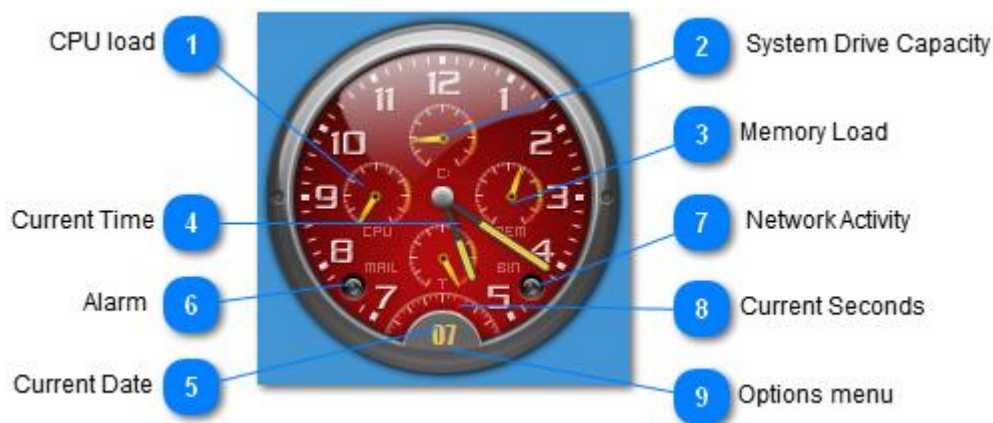 CPU load 1
2 System Drive Capacity
3 Memory Load
Current Time 4
7 Network Activity
Alarm 6
8 Current Seconds
Current Date 5
9 Options menu
12
11 1
10 2
9 3
8 4
7 5
C:
CPU MEM
MAIL BIN
T
07